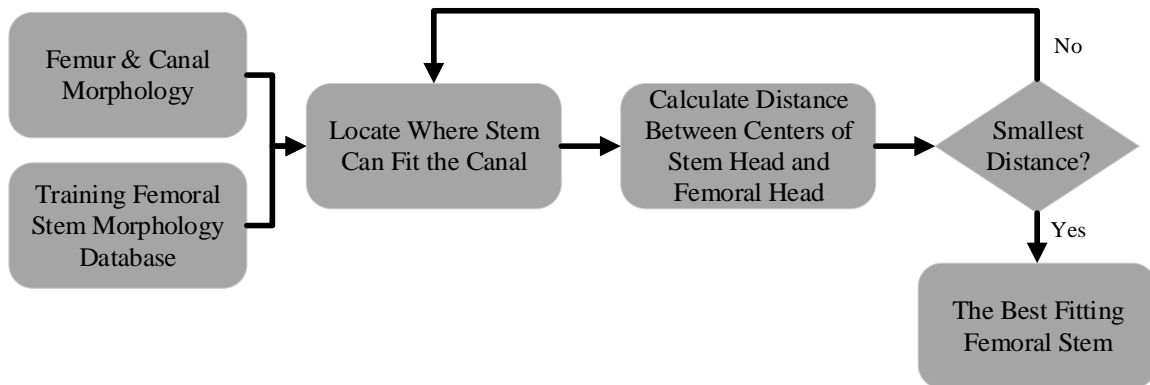 Femur & Canal
Morphology
Training Femoral
Stem Morphology
Database
Locate Where Stem
Can Fit the Canal
Calculate Distance
Between Centers of
Stem Head and
Femoral Head
Smallest
Distance?
No
Yes
The Best Fitting
Femoral Stem